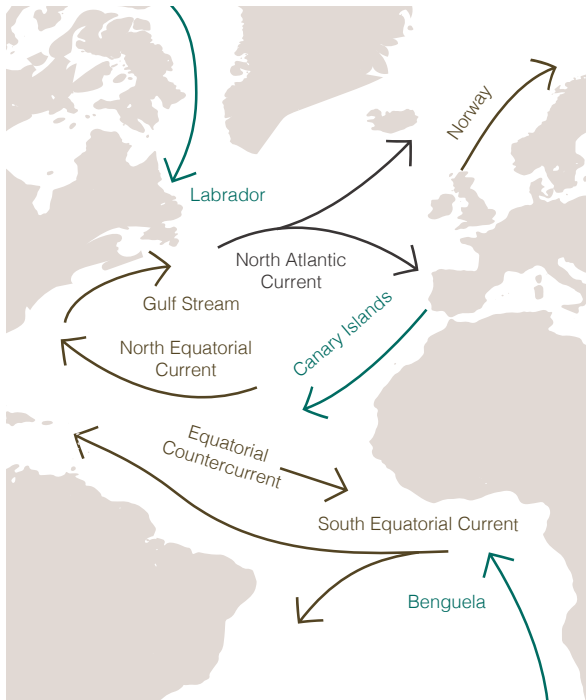 Norway
Labrador
North Atlantic
Current
Gulf Stream
Canary Islands
North Equatorial
Current
Equatorial
Countercurrent
South Equatorial Current
Benguela